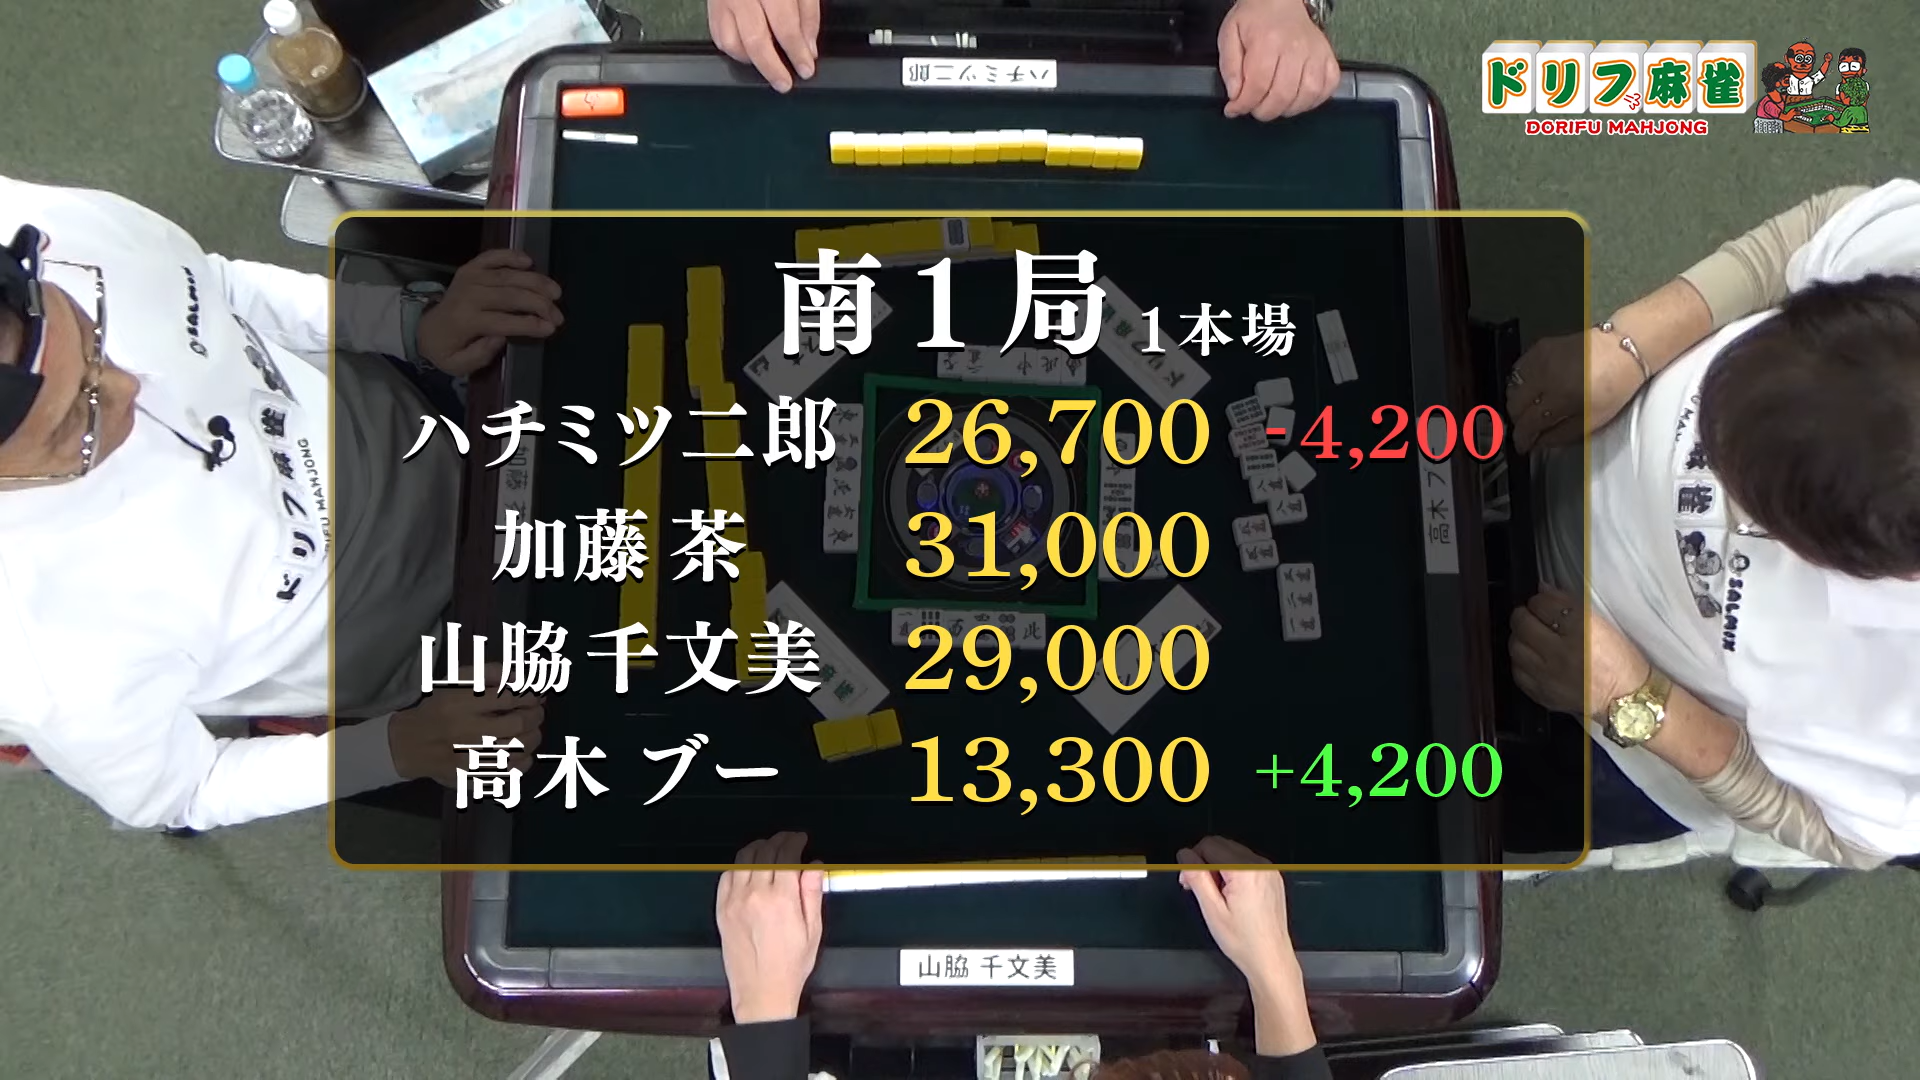 ハチミツ二郎
ドリフ麻雀
DORIFU MAHJONG
南1局 1本場
ハチミツ二郎 26,700 -4,200
加藤 茶 31,000
山脇 千文美 29,000
高木 ブー 13,300 +4,200
山脇 千文美